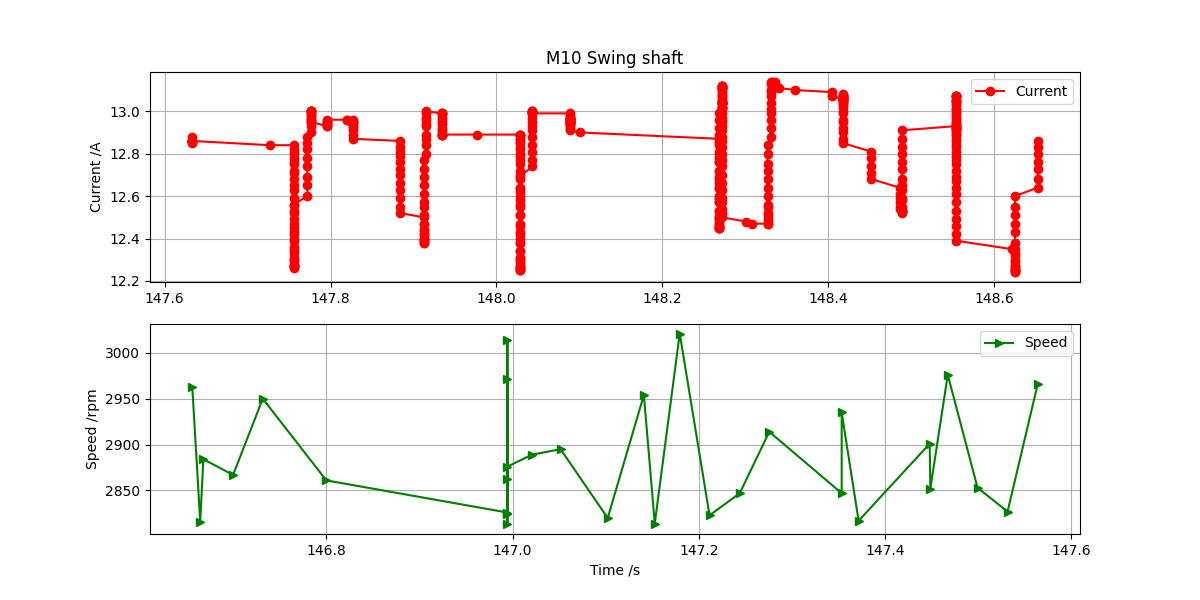 M10 Swing shaft
Current /A
13.0
12.8
12.6
12.4
12.2
Current
147.6 147.8 148.0 148.2 148.4 148.6
Speed /rpm
3000
2950
2900
2850
Speed
146.8 147.0 147.2 147.4 147.6
Time /s